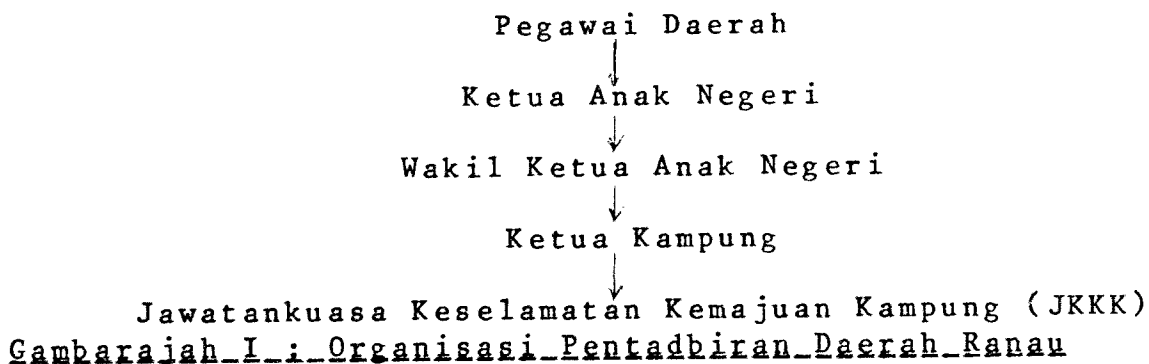 Pegawai Daerah
Ketua Anak Negeri
Wakil Ketua Anak Negeri
Ketua Kampung
Jawatankuasa Keselamatan Kemajuan Kampung (JKKK)
Gambarajah I : Organisasi Pentadbiran Daerah Ranau